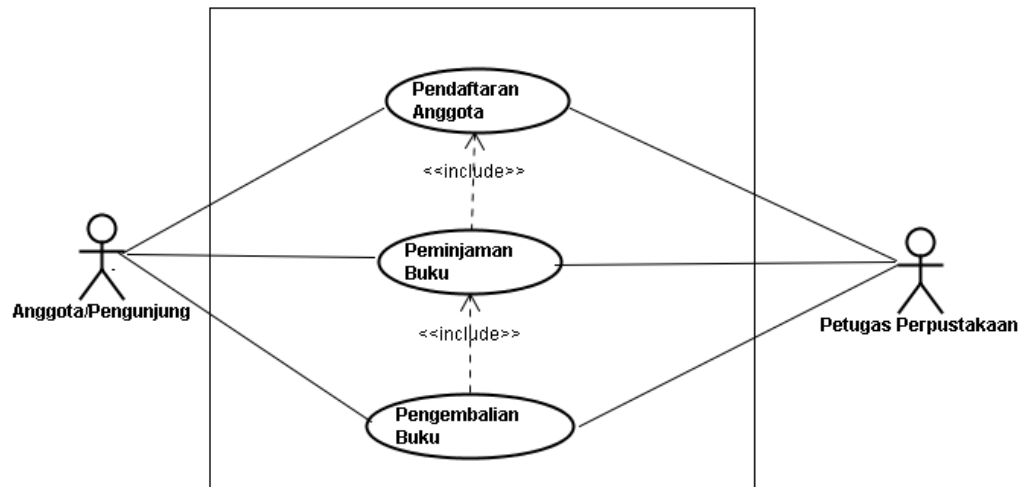 Pendaftaran
Anggota
<<include>>
Peminjaman
Buku
Anggota/Pengunjung
Petugas Perpustakaan
<<include>>
Pengembalian
Buku